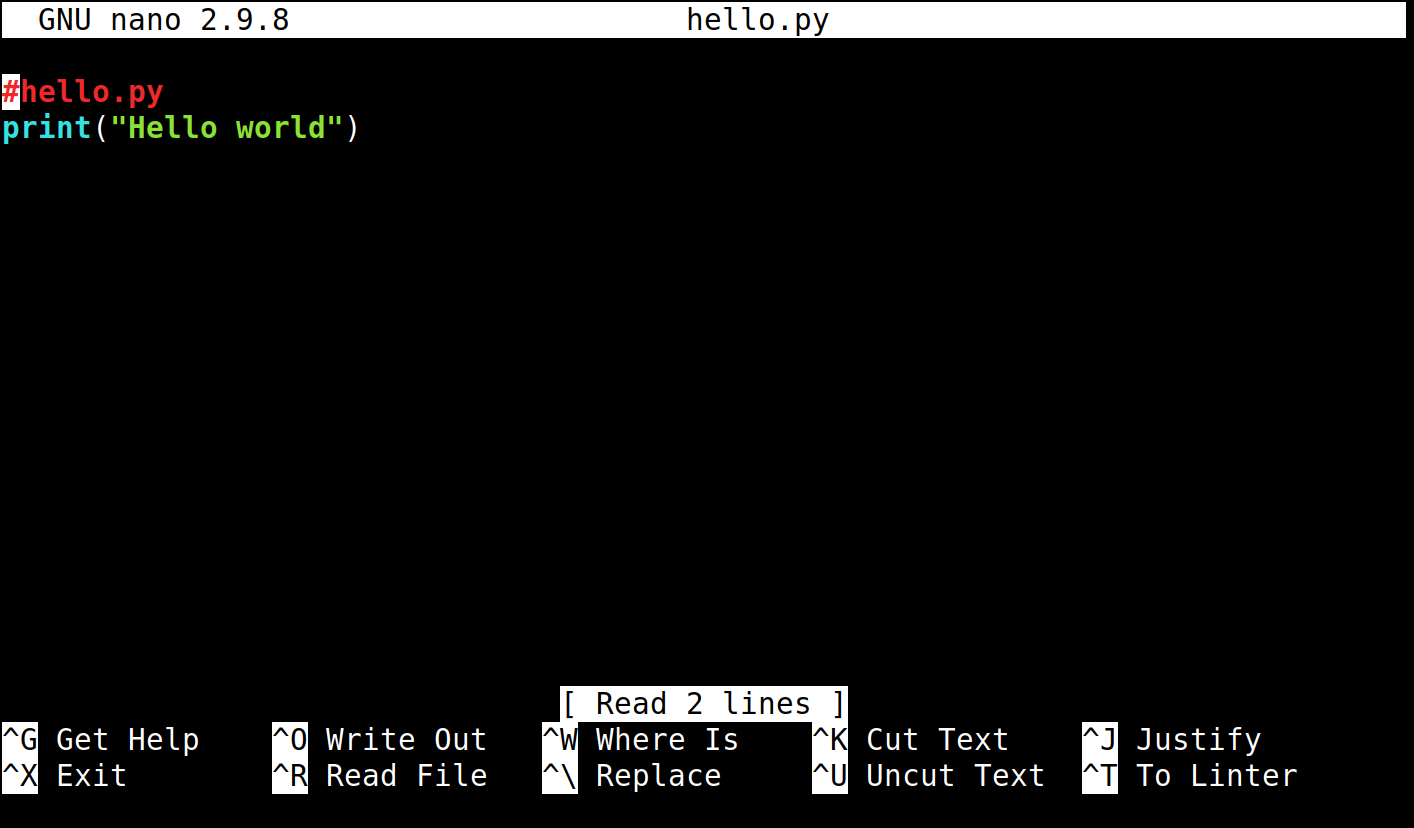 GNU nano 2.9.8 hello.py
#hello.py
print("Hello world")
[ Read 2 lines ]
^G Get Help ^O Write Out ^W Where Is ^K Cut Text ^J Justify
^X Exit ^R Read File ^\ Replace ^U Uncut Text ^T To Linter